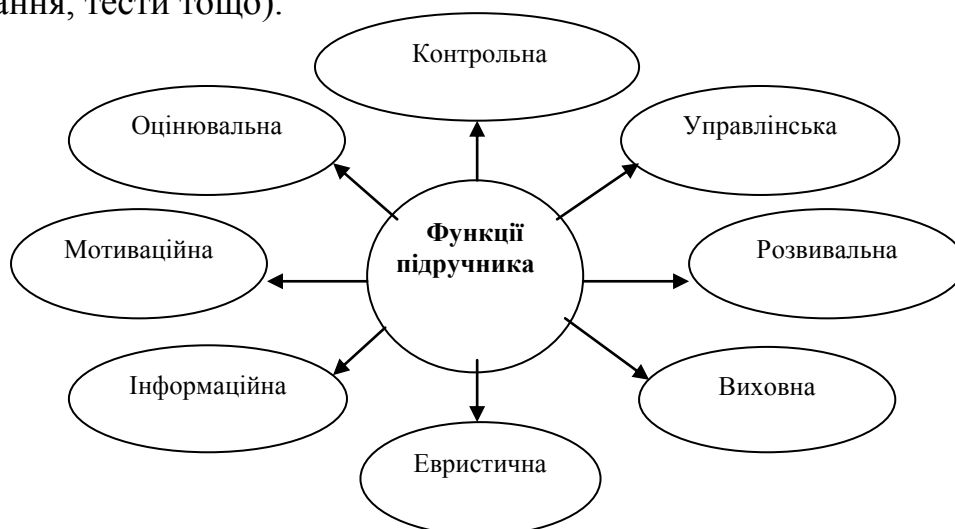 ання, тести тощо).
Контрольна
Оцінювальна
Управлінська
Функції
підручника
Мотиваційна
Розвивальна
Інформаційна
Виховна
Евристична